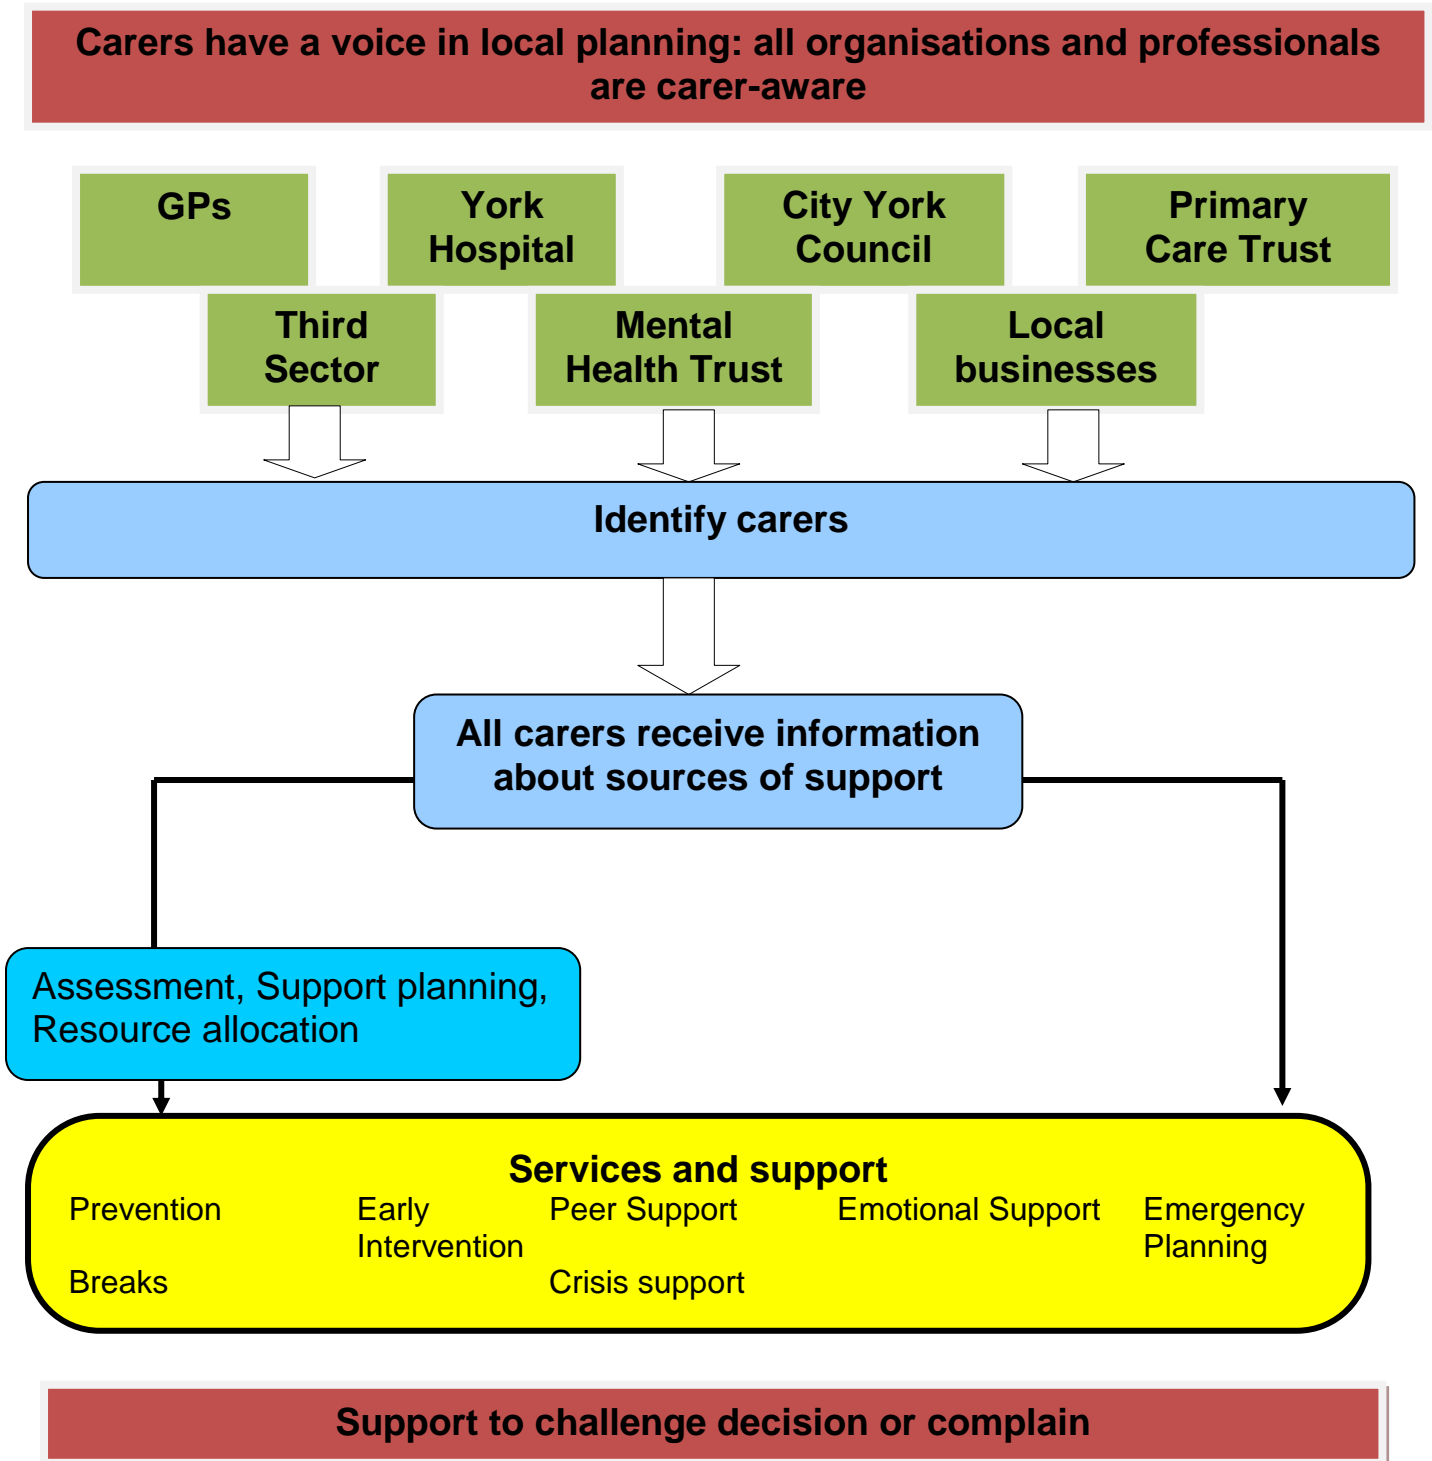 Carers have a voice in local planning: all organisations and professionals
are carer-aware
GPs
York
Hospital
City York
Council
Primary
Care Trust
Third
Sector
Mental
Health Trust
Local
businesses
Identify carers
All carers receive information
about sources of support
Assessment, Support planning,
Resource allocation
Services and support
Prevention
Early
Intervention
Peer Support
Emotional Support
Emergency
Planning
Breaks
Crisis support
Support to challenge decision or complain